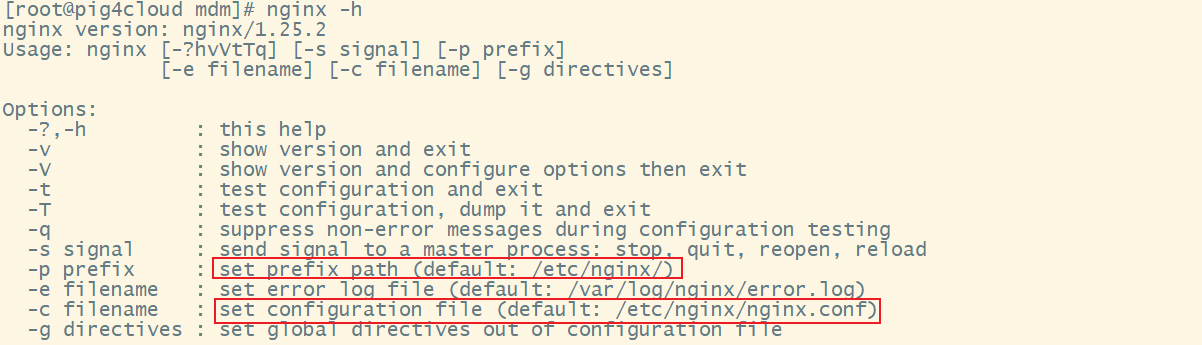 [root@pig4cloud mdm]# nginx -h
nginx version: nginx/1.25.2
Usage: nginx [-?hvVtTq] [-s signal] [-p prefix]
             [-e filename] [-c filename] [-g directives]

Options:
  -?,-h         : this help
  -v            : show version and exit
  -V            : show version and configure options then exit
  -t            : test configuration and exit
  -T            : test configuration, dump it and exit
  -q            : suppress non-error messages during configuration testing
  -s signal     : send signal to a master process: stop, quit, reopen, reload
  -p prefix     : set prefix path (default: /etc/nginx/)
  -e filename   : set error log file (default: /var/log/nginx/error.log)
  -c filename   : set configuration file (default: /etc/nginx/nginx.conf)
  -g directives : set global directives out of configuration file